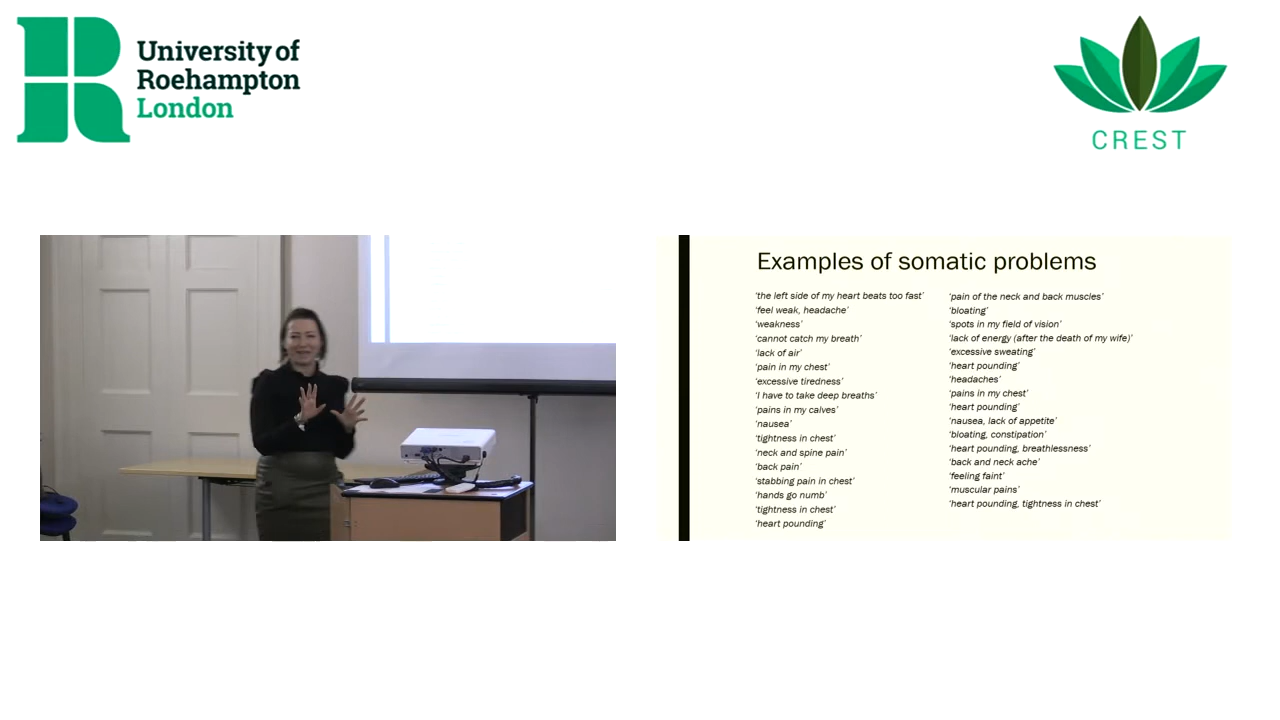 University of
Roehampton
London
CREST
Examples of somatic problems
‘the left side of my heart beats too fast’
‘feel weak, headache’
‘weakness’
‘cannot catch my breath’
‘lack of air’
‘pain in my chest’
‘excessive tiredness’
‘I have to take deep breaths’
‘pains in my calves’
‘nausea’
‘tightness in chest’
‘neck and spine pain’
‘back pain’
‘stabbing pain in chest’
‘hands go numb’
‘tightness in chest’
‘heart pounding’
‘pain of the neck and back muscles’
‘bloating’
‘spots in my field of vision’
‘lack of energy (after the death of my wife)’
‘excessive sweating’
‘heart pounding’
‘headaches’
‘pains in my chest’
‘heart pounding’
‘nausea, lack of appetite’
‘bloating, constipation’
‘heart pounding, breathlessness’
‘back and neck ache’
‘feeling faint’
‘muscular pains’
‘heart pounding, tightness in chest’